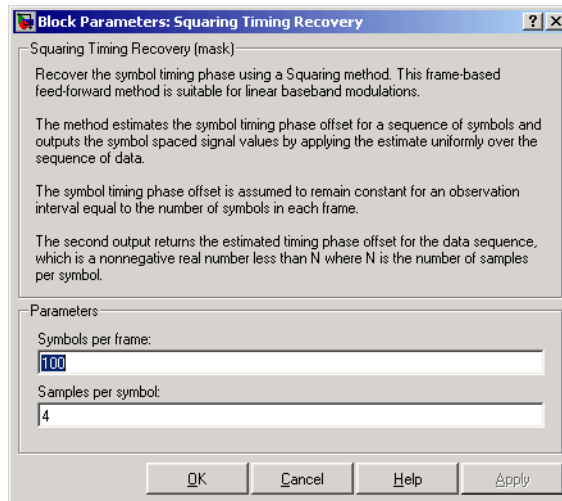 Block Parameters: Squaring Timing Recovery
Squaring Timing Recovery (mask)
Recover the symbol timing phase using a Squaring method. This frame-based
feed-forward method is suitable for linear baseband modulations.
The method estimates the symbol timing phase offset for a sequence of symbols and
outputs the symbol spaced signal values by applying the estimate uniformly over the
sequence of data.
The symbol timing phase offset is assumed to remain constant for an observation
interval equal to the number of symbols in each frame.
The second output returns the estimated timing phase offset for the data sequence,
which is a nonnegative real number less than N where N is the number of samples
per symbol.
Parameters
Symbols per frame:
100
Samples per symbol:
4
OK Cancel Help Apply